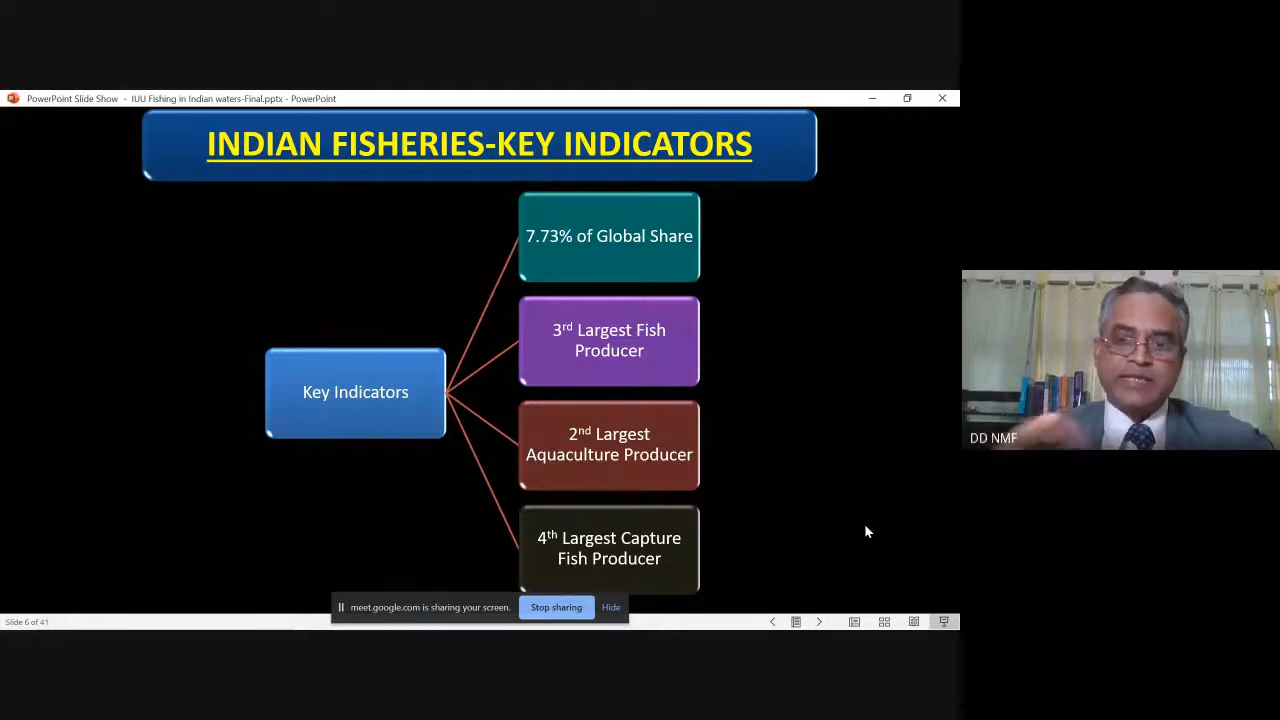 PowerPoint Slide Show - IUU Fishing in Indian waters-Final.pptx - PowerPoint
INDIAN FISHERIES-KEY INDICATORS
7.73% of Global Share
3rd Largest Fish
Producer
Key Indicators
2nd Largest
Aquaculture Producer
4th Largest Capture
Fish Producer
DD NMF
meet.google.com is sharing your screen.
Stop sharing
Hide
Slide 6 of 41